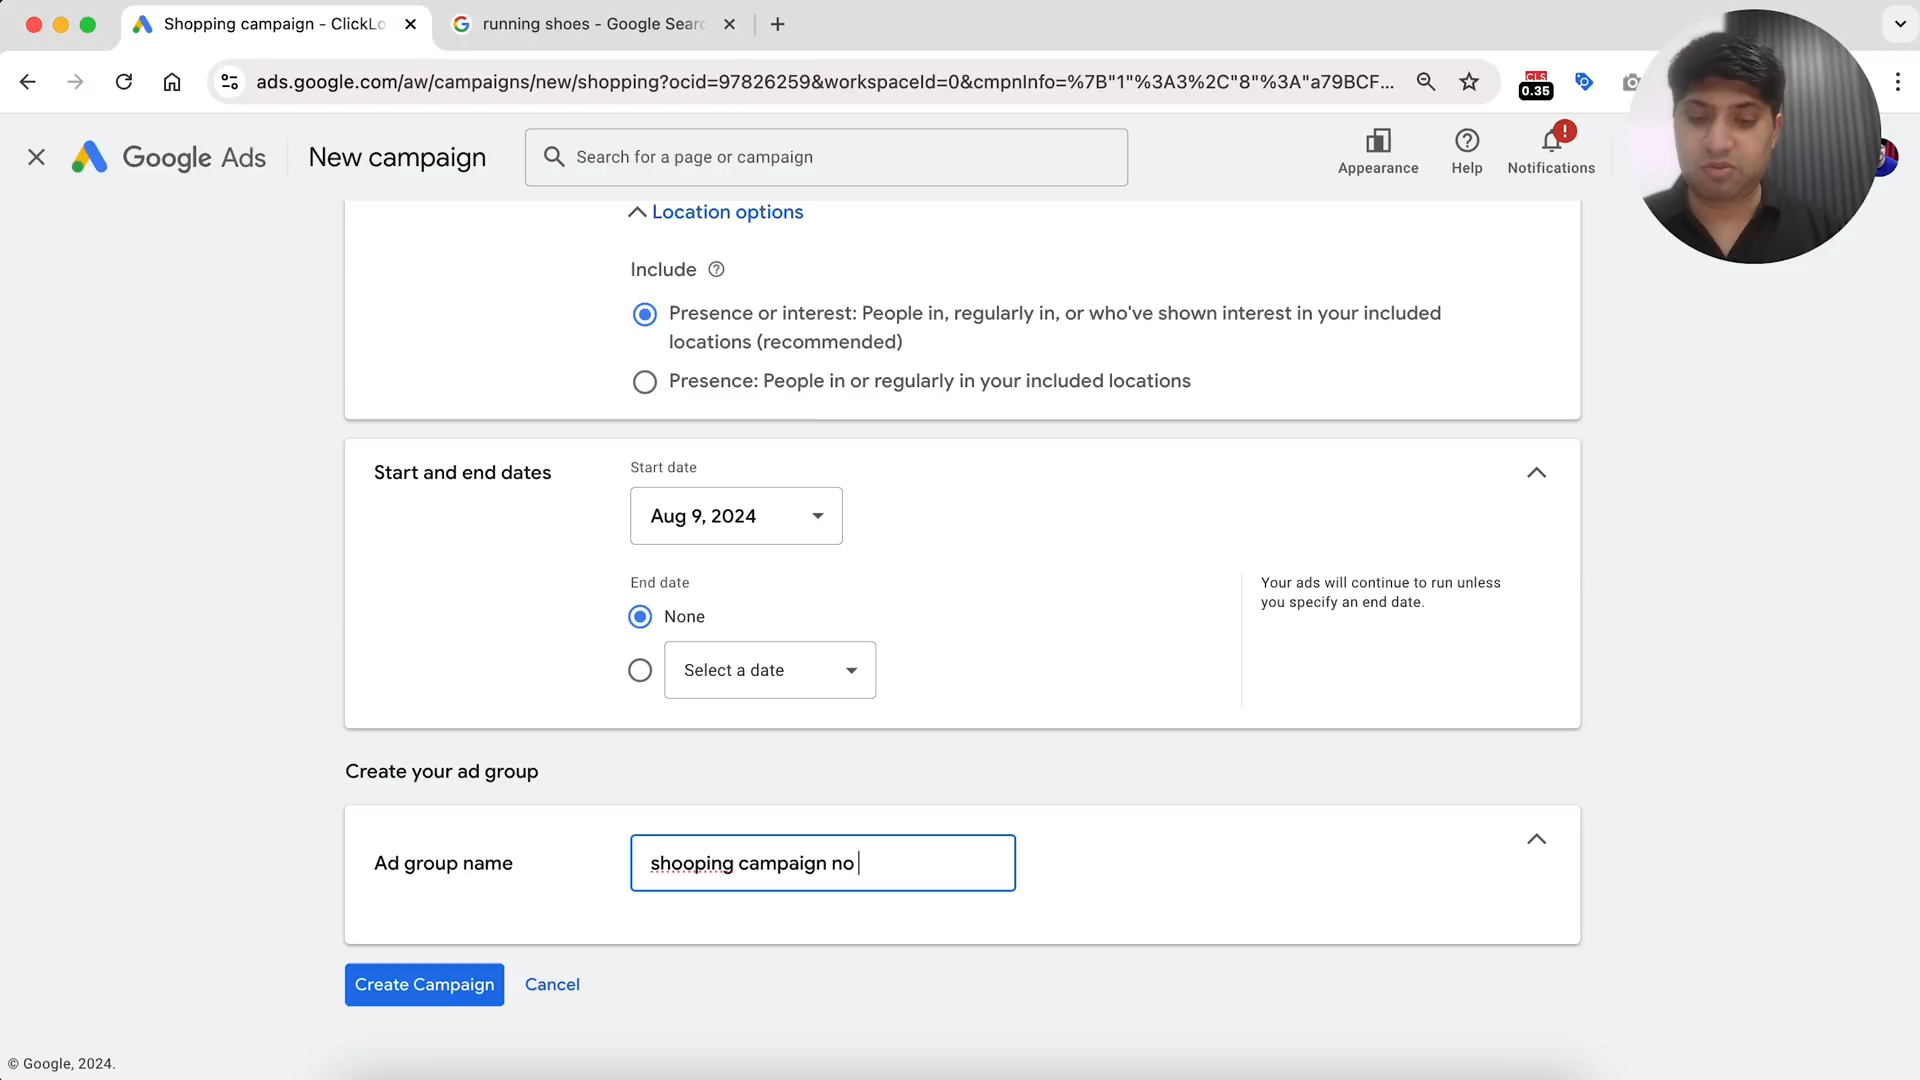 Shopping campaign - ClickLo
running shoes - Google Sear
ads.google.com/aw/campaigns/new/shopping?ocid=97826259&workspaceId=0&cmpnInfo=%7B"1"%3A3%2C"8"%3A"a79BCF...
CLS
0.35
Google Ads
New campaign
Search for a page or campaign
Appearance
Help
!
Notifications
Location options
Include
Presence or interest: People in, regularly in, or who've shown interest in your included
locations (recommended)
Presence: People in or regularly in your included locations
Start and end dates
Start date
Aug 9, 2024
End date
None
Select a date
Your ads will continue to run unless
you specify an end date.
Create your ad group
Ad group name
shooping campaign no
Create Campaign
Cancel
© Google, 2024.